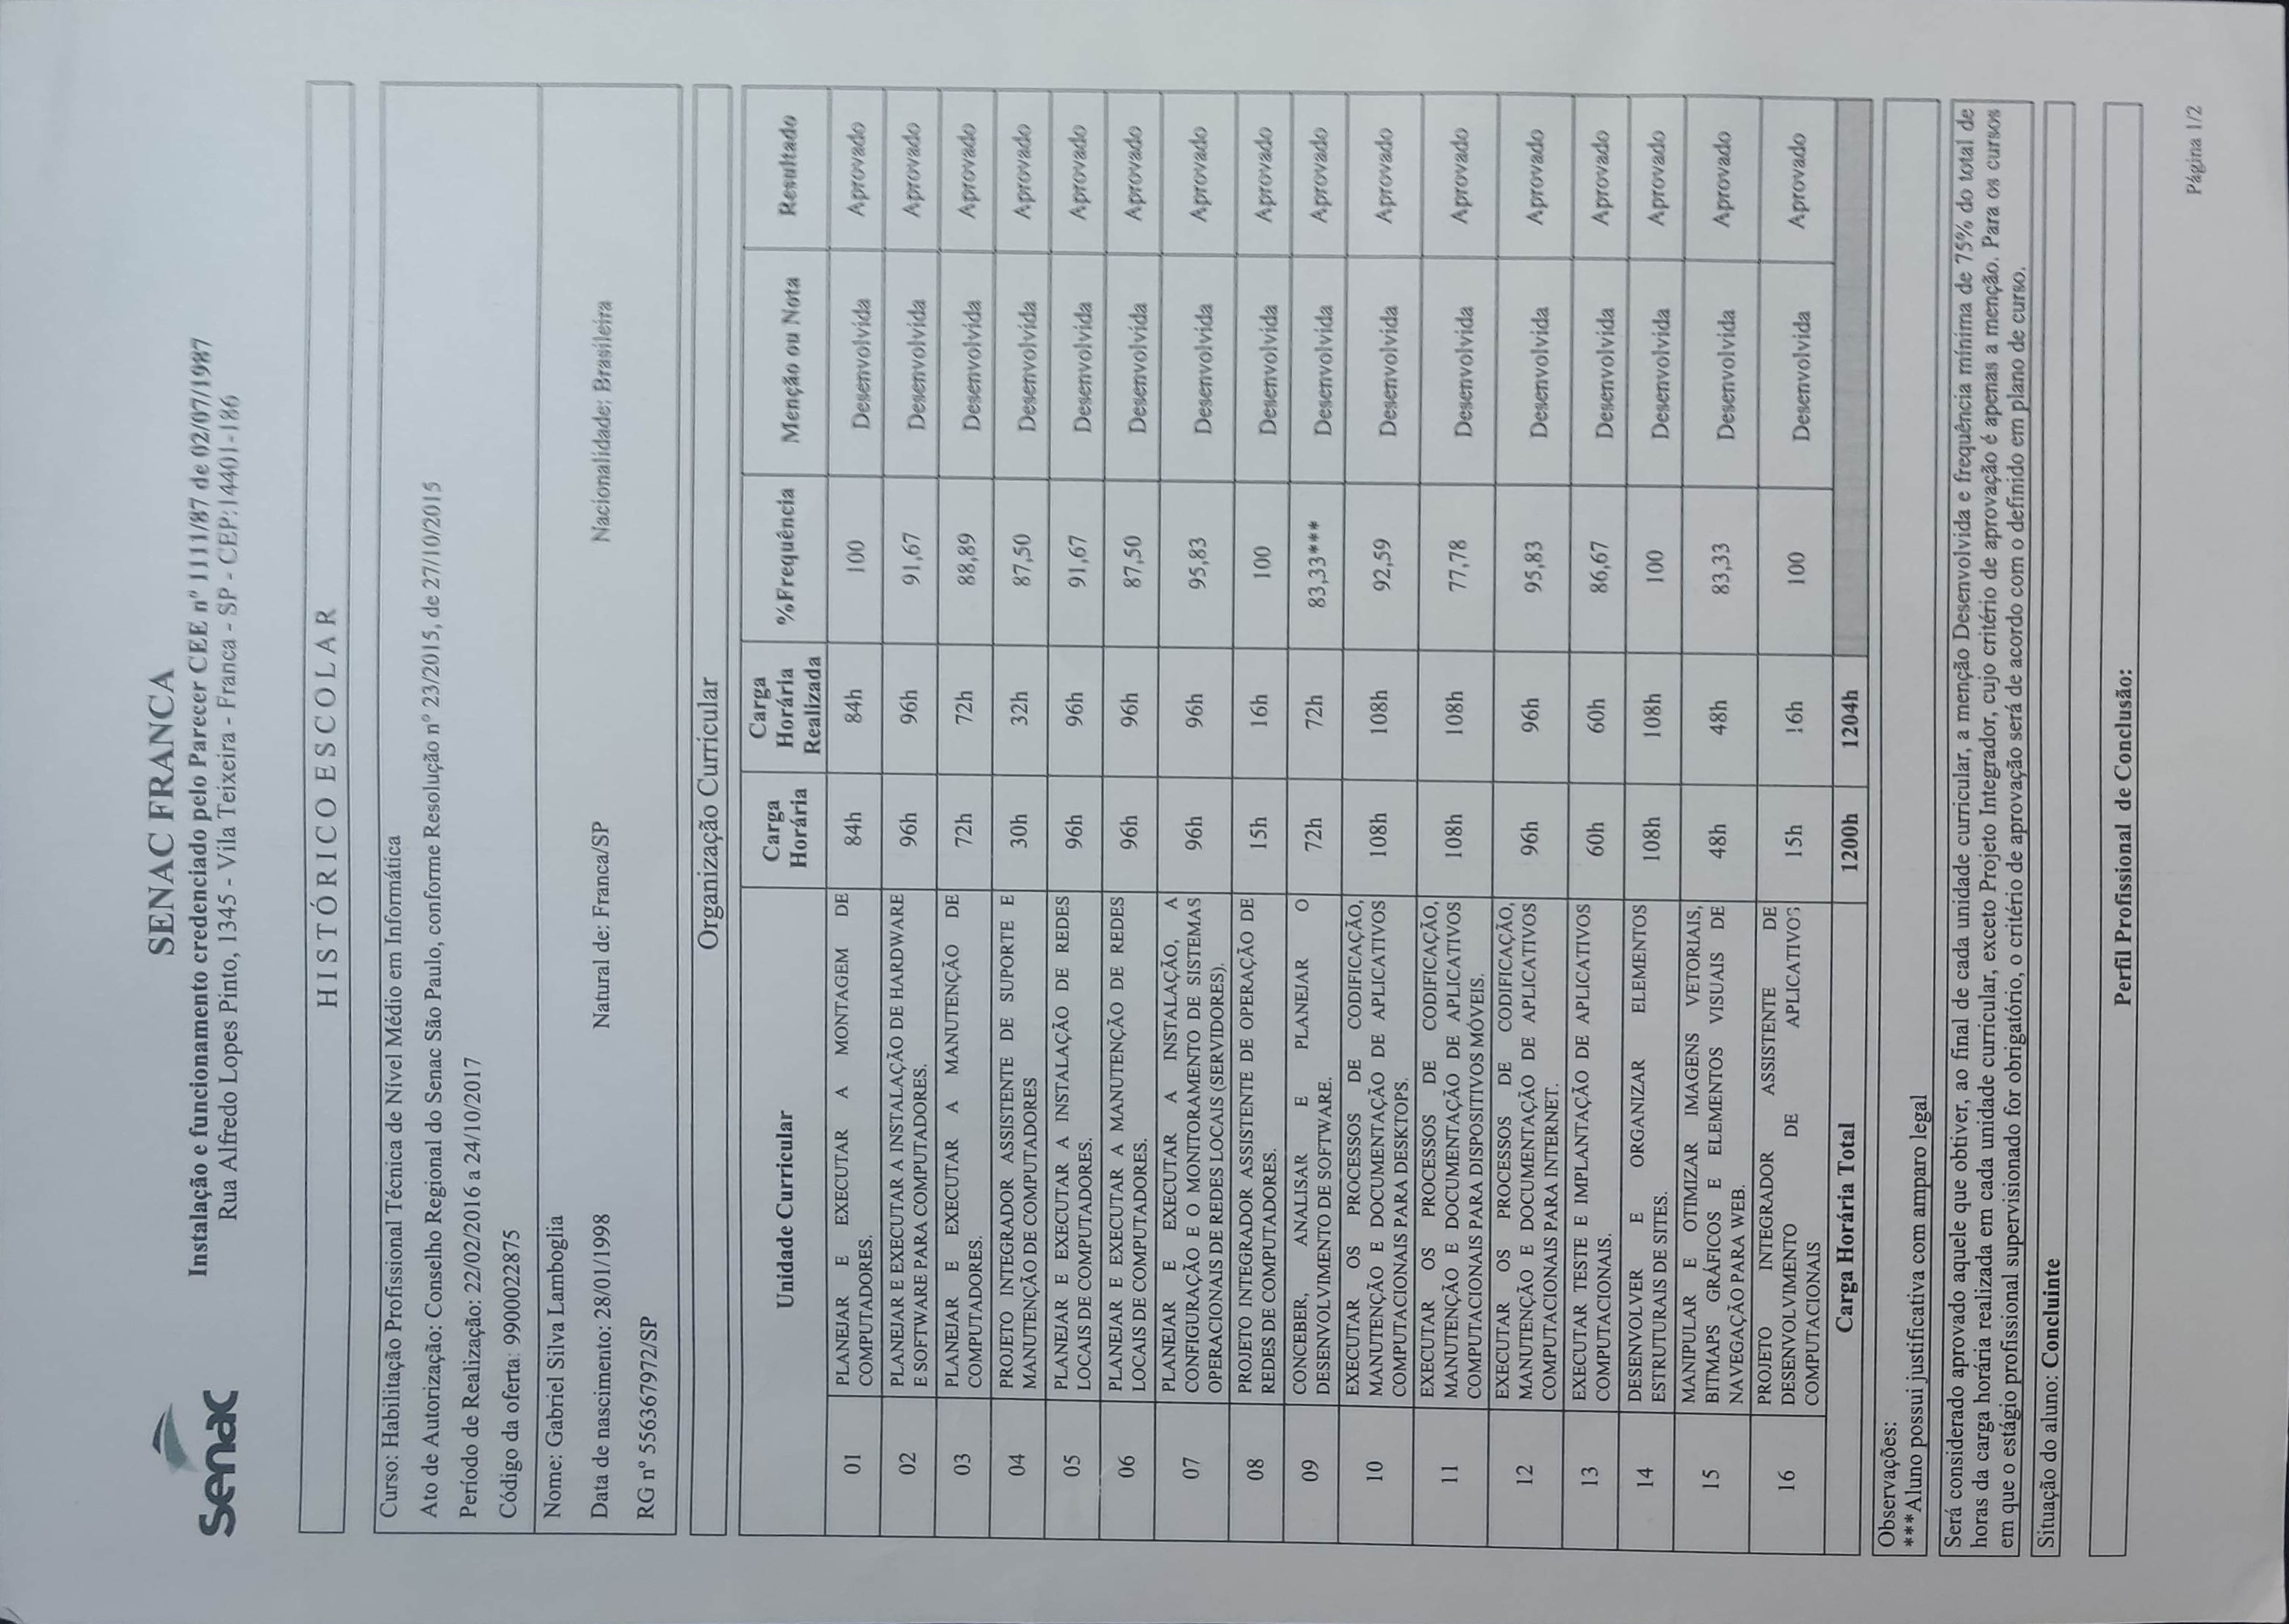 Senac
SENAC FRANCA
Instalação e funcionamento credenciado pelo Parecer CEE nº 1111/87 de 02/07/1987
Rua Alfredo Lopes Pinto, 1345 - Vila Teixeira - Franca - SP - CEP:14401-186
HISTÓRICO ESCOLAR
Curso: Habilitação Profissional Técnica de Nível Médio em Informática
Ato de Autorização: Conselho Regional do Senac São Paulo, conforme Resolução nº 23/2015, de 27/10/2015
Período de Realização: 22/02/2016 a 24/10/2017
Código da oferta: 9900022875
Nome: Gabriel Silva Lamboglia
Data de nascimento: 28/01/1998 Natural de: Franca/SP Nacionalidade: Brasileira
RG nº 556367972/SP
Organização Curricular
Unidade Curricular Carga Horária Carga Horária Realizada %Frequência Menção ou Nota Resultado
01 PLANEJAR E EXECUTAR A MONTAGEM DE
COMPUTADORES. 84h 84h 100 Desenvolvida Aprovado
02 PLANEJAR E EXECUTAR A INSTALAÇÃO DE HARDWARE
E SOFTWARE PARA COMPUTADORES. 96h 96h 91,67 Desenvolvida Aprovado
03 PLANEJAR E EXECUTAR A MANUTENÇÃO DE
COMPUTADORES. 72h 72h 88,89 Desenvolvida Aprovado
04 PROJETO INTEGRADOR ASSISTENTE DE SUPORTE E
MANUTENÇÃO DE COMPUTADORES 30h 32h 87,50 Desenvolvida Aprovado
05 PLANEJAR E EXECUTAR A INSTALAÇÃO DE REDES
LOCAIS DE COMPUTADORES. 96h 96h 91,67 Desenvolvida Aprovado
06 PLANEJAR E EXECUTAR A MANUTENÇÃO DE REDES
LOCAIS DE COMPUTADORES. 96h 96h 87,50 Desenvolvida Aprovado
07 PLANEJAR E EXECUTAR A INSTALAÇÃO, A
CONFIGURAÇÃO E O MONITORAMENTO DE SISTEMAS
OPERACIONAIS DE REDES LOCAIS (SERVIDORES). 96h 96h 95,83 Desenvolvida Aprovado
08 PROJETO INTEGRADOR ASSISTENTE DE OPERAÇÃO DE
REDES DE COMPUTADORES. 15h 16h 100 Desenvolvida Aprovado
09 CONCEBER, ANALISAR E PLANEJAR O
DESENVOLVIMENTO DE SOFTWARE. 72h 72h 83,33*** Desenvolvida Aprovado
10 EXECUTAR OS PROCESSOS DE CODIFICAÇÃO,
MANUTENÇÃO E DOCUMENTAÇÃO DE APLICATIVOS
COMPUTACIONAIS PARA DESKTOPS. 108h 108h 92,59 Desenvolvida Aprovado
11 EXECUTAR OS PROCESSOS DE CODIFICAÇÃO,
MANUTENÇÃO E DOCUMENTAÇÃO DE APLICATIVOS
COMPUTACIONAIS PARA DISPOSITIVOS MÓVEIS. 108h 108h 77,78 Desenvolvida Aprovado
12 EXECUTAR OS PROCESSOS DE CODIFICAÇÃO,
MANUTENÇÃO E DOCUMENTAÇÃO DE APLICATIVOS
COMPUTACIONAIS PARA INTERNET. 96h 96h 95,83 Desenvolvida Aprovado
13 EXECUTAR TESTE E IMPLANTAÇÃO DE APLICATIVOS
COMPUTACIONAIS. 60h 60h 86,67 Desenvolvida Aprovado
14 DESENVOLVER E ORGANIZAR ELEMENTOS
ESTRUTURAIS DE SITES. 108h 108h 100 Desenvolvida Aprovado
15 MANIPULAR E OTIMIZAR IMAGENS VETORIAIS,
BITMAPS GRÁFICOS E ELEMENTOS VISUAIS DE
NAVEGAÇÃO PARA WEB. 48h 48h 83,33 Desenvolvida Aprovado
16 PROJETO INTEGRADOR ASSISTENTE DE
DESENVOLVIMENTO DE APLICATIVOS
COMPUTACIONAIS 15h 16h 100 Desenvolvida Aprovado
Carga Horária Total 1200h 1204h
Observações:
***Aluno possui justificativa com amparo legal
Será considerado aprovado aquele que obtiver, ao final de cada unidade curricular, a menção Desenvolvida e frequência mínima de 75% do total de
horas da carga horária realizada em cada unidade curricular, exceto Projeto Integrador, cujo critério de aprovação é apenas a menção. Para os cursos
em que o estágio profissional supervisionado for obrigatório, o critério de aprovação será de acordo com o definido em plano de curso.
Situação do aluno: Concluinte
Perfil Profissional de Conclusão:
Página 1/2